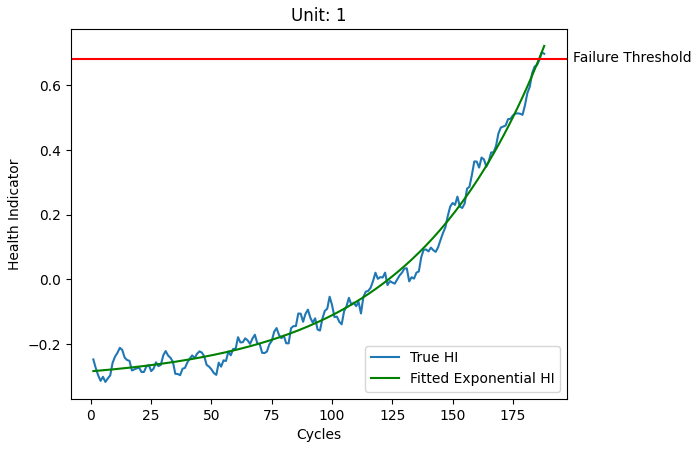 Unit: 1
Failure Threshold
Health Indicator
0.6
0.4
0.2
0.0
−0.2
0
25
50
75
100
125
150
175
Cycles
True HI
Fitted Exponential HI